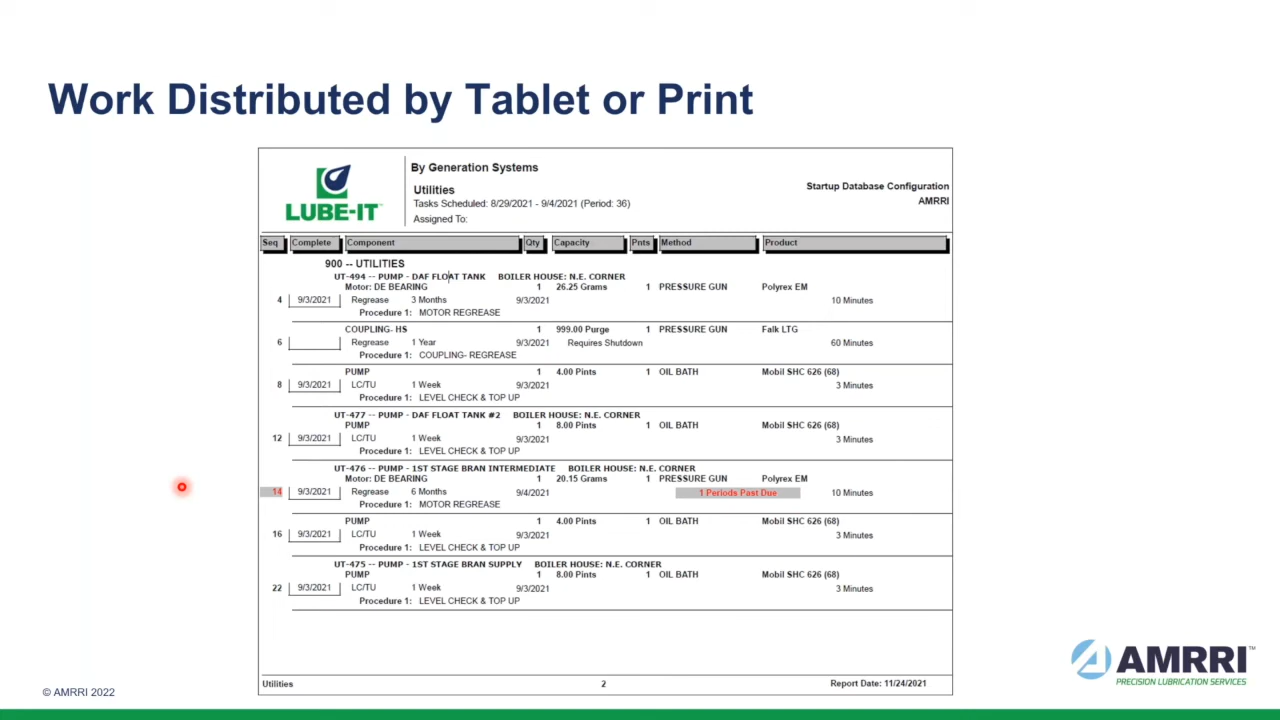 Work Distributed by Tablet or Print
LUBE-IT™
By Generation Systems
Utilities
Tasks Scheduled: 8/29/2021 - 9/4/2021 (Period: 36)
Assigned To:
Startup Database Configuration
AMRRI
Seq Complete Component Qty Capacity Pnts Method Product
900 -- UTILITIES
UT-494 -- PUMP - DAF FLOAT TANK BOILER HOUSE: N.E. CORNER
Motor: DE BEARING 1 26.25 Grams 1 PRESSURE GUN Polyrex EM
4 9/3/2021 Regrease 3 Months 9/3/2021 10 Minutes
Procedure 1: MOTOR REGREASE
COUPLING- HS 1 999.00 Purge 1 PRESSURE GUN Falk LTG
6 Regrease 1 Year 9/3/2021 Requires Shutdown 60 Minutes
Procedure 1: COUPLING- REGREASE
PUMP 1 4.00 Pints 1 OIL BATH Mobil SHC 626 (68)
8 9/3/2021 LC/TU 1 Week 9/3/2021 3 Minutes
Procedure 1: LEVEL CHECK & TOP UP
UT-477 -- PUMP - DAF FLOAT TANK #2 BOILER HOUSE: N.E. CORNER
PUMP 1 8.00 Pints 1 OIL BATH Mobil SHC 626 (68)
12 9/3/2021 LC/TU 1 Week 9/3/2021 3 Minutes
Procedure 1: LEVEL CHECK & TOP UP
UT-476 -- PUMP - 1ST STAGE BRAN INTERMEDIATE BOILER HOUSE: N.E. CORNER
Motor: DE BEARING 1 20.15 Grams 1 PRESSURE GUN Polyrex EM
14 9/3/2021 Regrease 6 Months 9/4/2021 1 Periods Past Due 10 Minutes
Procedure 1: MOTOR REGREASE
PUMP 1 4.00 Pints 1 OIL BATH Mobil SHC 626 (68)
16 9/3/2021 LC/TU 1 Week 9/3/2021 3 Minutes
Procedure 1: LEVEL CHECK & TOP UP
UT-475 -- PUMP - 1ST STAGE BRAN SUPPLY BOILER HOUSE: N.E. CORNER
PUMP 1 8.00 Pints 1 OIL BATH Mobil SHC 626 (68)
22 9/3/2021 LC/TU 1 Week 9/3/2021 3 Minutes
Procedure 1: LEVEL CHECK & TOP UP
Utilities 2 Report Date: 11/24/2021
AMRRI™
PRECISION LUBRICATION SERVICES
© AMRRI 2022